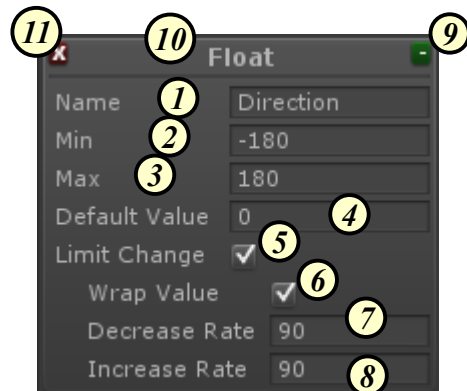 11 10 9
X Float -
Name 1 Direction
Min 2 -180
Max 3 180
Default Value 0 4
Limit Change 5
Wrap Value 6
Decrease Rate 90 7
Increase Rate 90 8